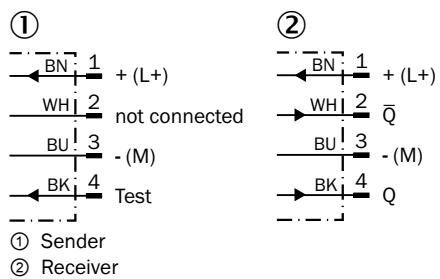 ① ②
BN 1 + (L+)
WH 2 not connected
BU 3 - (M)
BK 4 Test
BN 1 + (L+)
WH 2 Q̅
BU 3 - (M)
BK 4 Q
① Sender
② Receiver